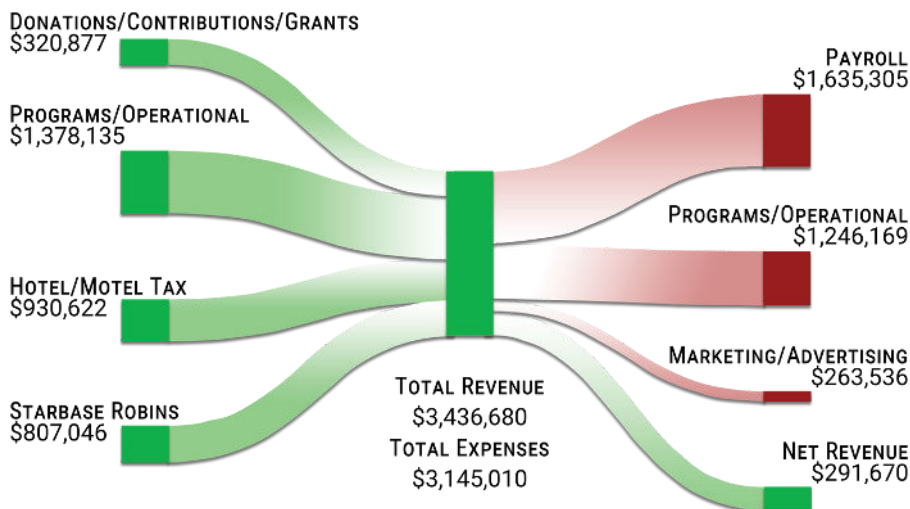 Donations/Contributions/Grants
$320,877
Programs/Operational
$1,378,135
Hotel/Motel Tax
$930,622
Starbase Robins
$807,046
Total Revenue
$3,436,680
Total Expenses
$3,145,010
Payroll
$1,635,305
Programs/Operational
$1,246,169
Marketing/Advertising
$263,536
Net Revenue
$291,670